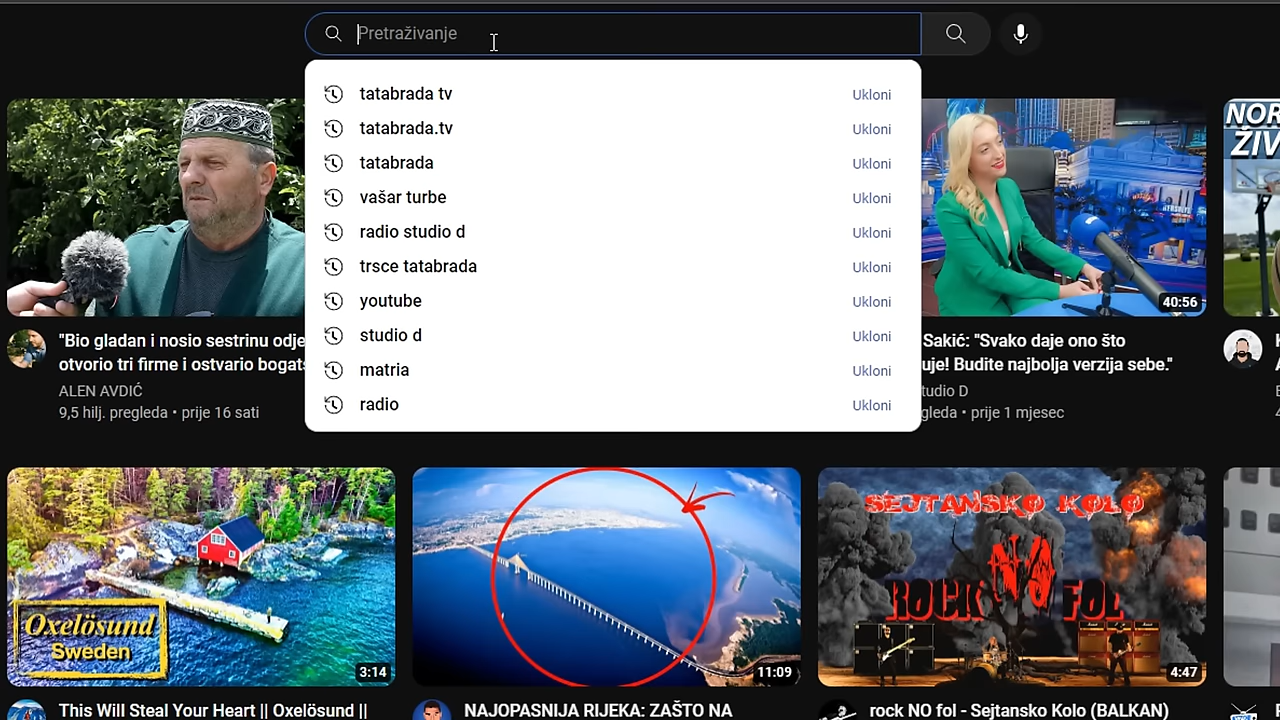 Pretraživanje
tatabrada tv Ukloni
tatabrada.tv Ukloni
tatabrada Ukloni
vašar turbe Ukloni
radio studio d Ukloni
trsce tatabrada Ukloni
youtube Ukloni
studio d Ukloni
matria Ukloni
radio Ukloni
"Bio gladan i nosio sestrinu odje
otvorio tri firme i ostvario bogats
ALEN AVDIĆ
9,5 hilj. pregleda • prije 16 sati
40:56
Sakić: "Svako daje ono što
uje! Budite najbolja verzija sebe."
tudio D
gleda • prije 1 mjesec
NOR
ŽIV
Oxelösund
Sweden
3:14
11:09
SEJTANSKO KOLO
ROCK NO FOL
4:47
This Will Steal Your Heart || Oxelösund ||
NAJOPASNIJA RIJEKA: ZAŠTO NA
rock NO fol - Sejtansko Kolo (BALKAN)